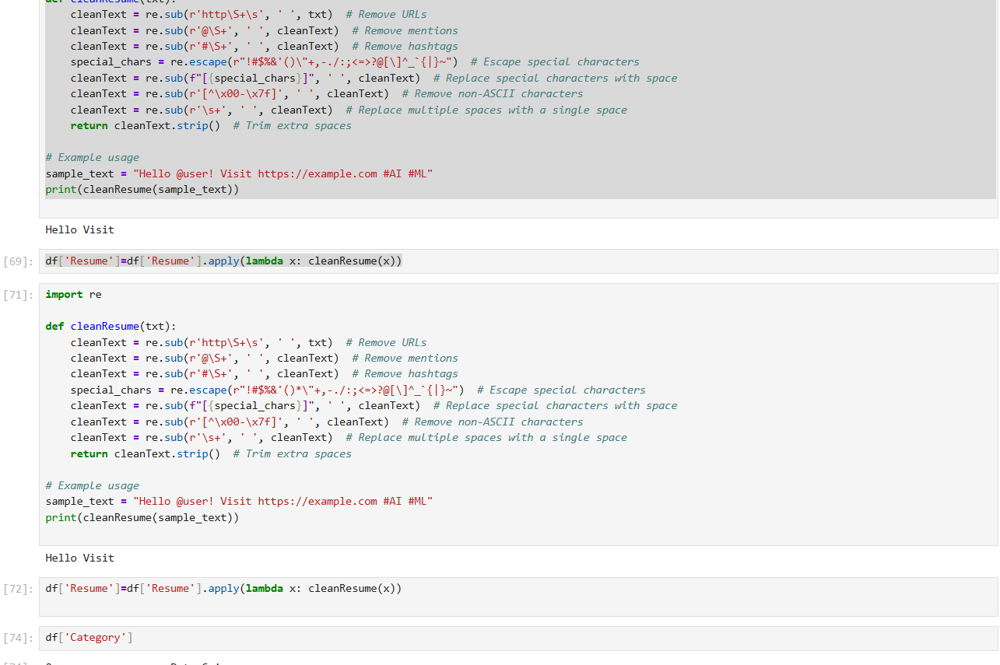 def cleanResume(txt):
    cleanText = re.sub(r'http\S+\s', ' ', txt)  # Remove URLs
    cleanText = re.sub(r'@\S+', ' ', cleanText)  # Remove mentions
    cleanText = re.sub(r'#\S+', ' ', cleanText)  # Remove hashtags
    special_chars = re.escape(r"!#$%&'()\"+,-./:;<=>?@[\]^_`{|}~")  # Escape special characters
    cleanText = re.sub(f"[{special_chars}]", ' ', cleanText)  # Replace special characters with space
    cleanText = re.sub(r'[^\x00-\x7f]', ' ', cleanText)  # Remove non-ASCII characters
    cleanText = re.sub(r'\s+', ' ', cleanText)  # Replace multiple spaces with a single space
    return cleanText.strip()  # Trim extra spaces
# Example usage
sample_text = "Hello @user! Visit https://example.com #AI #ML"
print(cleanResume(sample_text))
Hello Visit
[69]: df['Resume']=df['Resume'].apply(lambda x: cleanResume(x))
[71]: import re
def cleanResume(txt):
    cleanText = re.sub(r'http\S+\s', ' ', txt)  # Remove URLs
    cleanText = re.sub(r'@\S+', ' ', cleanText)  # Remove mentions
    cleanText = re.sub(r'#\S+', ' ', cleanText)  # Remove hashtags
    special_chars = re.escape(r"!#$%&'()*\"+,-./:;<=>?@[\]^_`{|}~")  # Escape special characters
    cleanText = re.sub(f"[{special_chars}]", ' ', cleanText)  # Replace special characters with space
    cleanText = re.sub(r'[^\x00-\x7f]', ' ', cleanText)  # Remove non-ASCII characters
    cleanText = re.sub(r'\s+', ' ', cleanText)  # Replace multiple spaces with a single space
    return cleanText.strip()  # Trim extra spaces
# Example usage
sample_text = "Hello @user! Visit https://example.com #AI #ML"
print(cleanResume(sample_text))
Hello Visit
[72]: df['Resume']=df['Resume'].apply(lambda x: cleanResume(x))
[74]: df['Category']